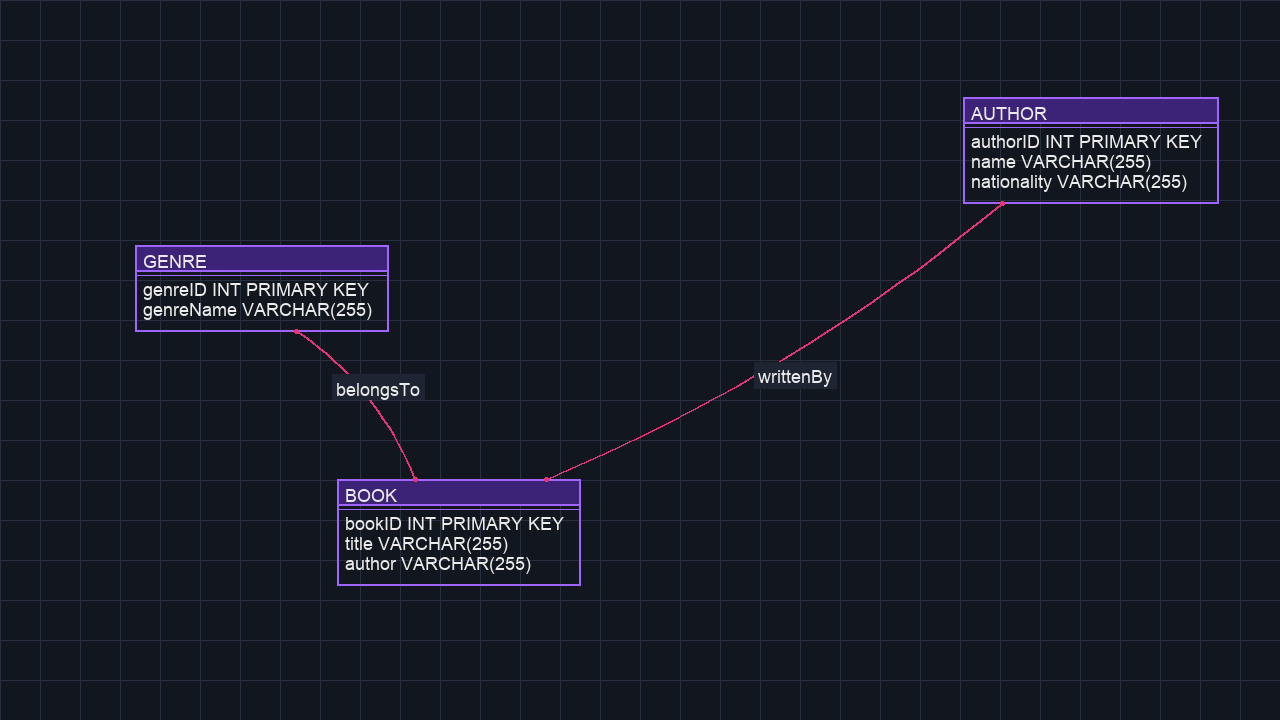 AUTHOR
authorID INT PRIMARY KEY
name VARCHAR(255)
nationality VARCHAR(255)
GENRE
genreID INT PRIMARY KEY
genreName VARCHAR(255)
writtenBy
belongsTo
BOOK
bookID INT PRIMARY KEY
title VARCHAR(255)
author VARCHAR(255)